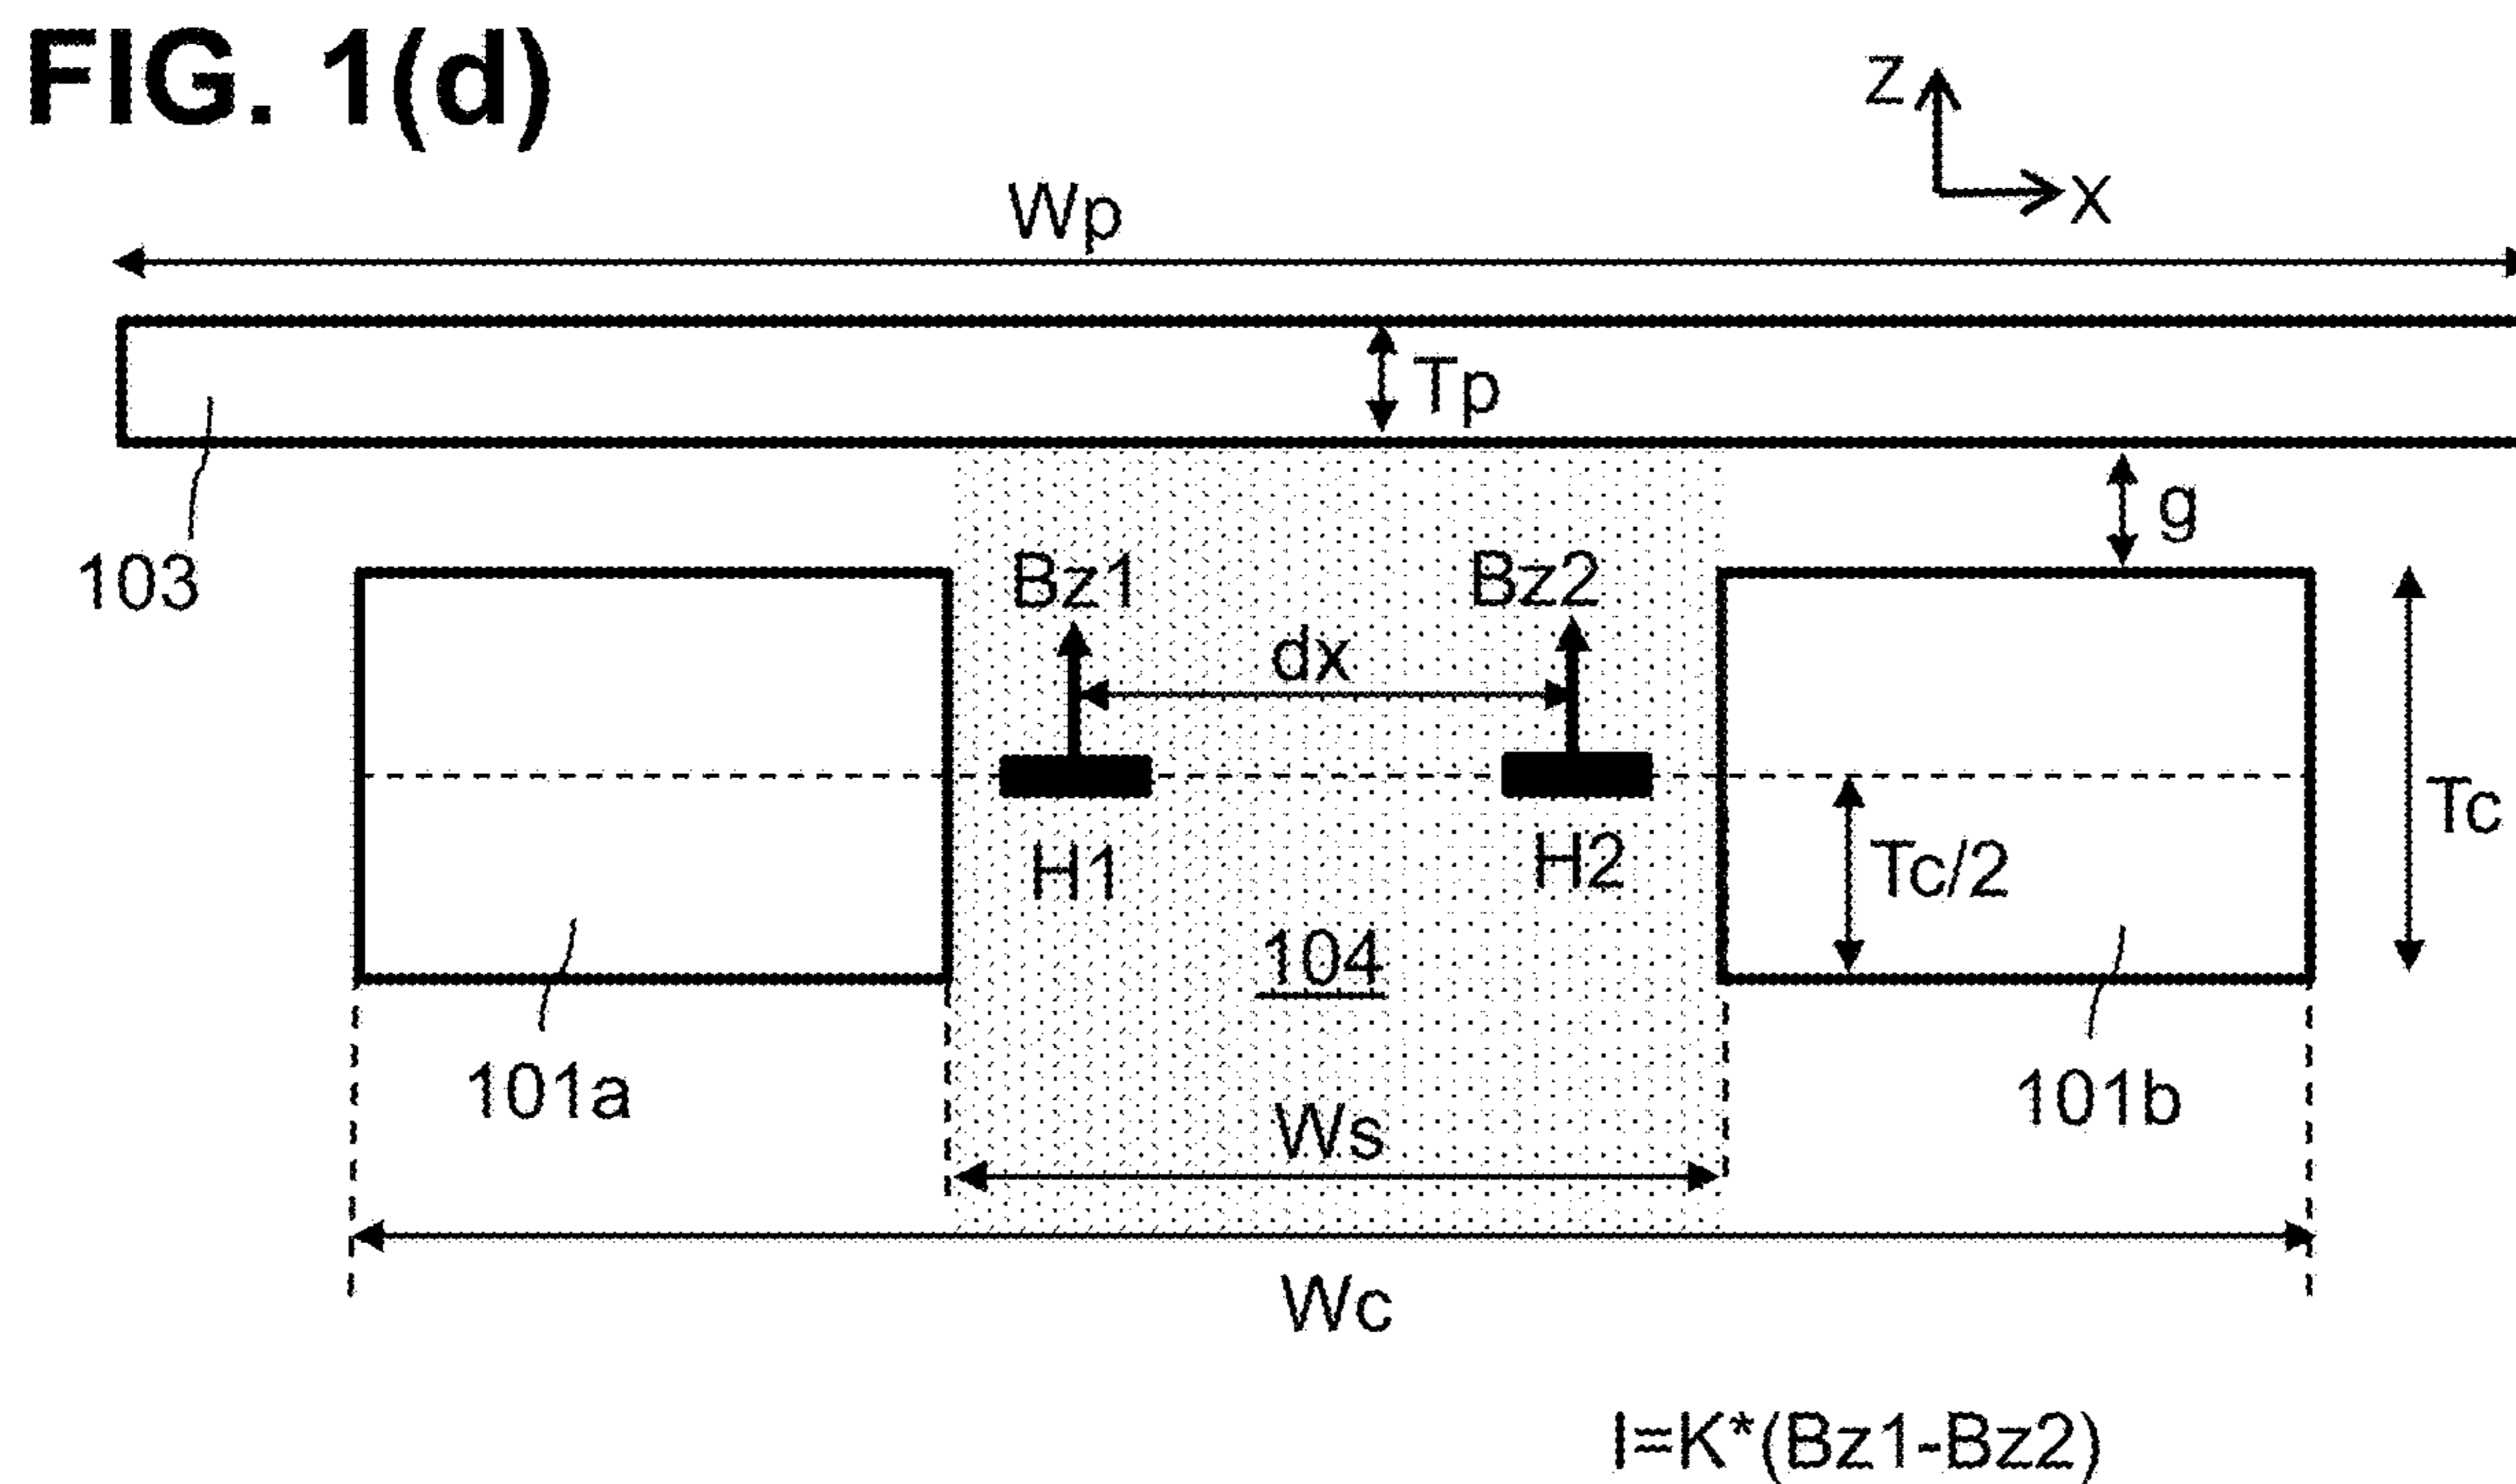 FIG. 1(d)
Z
X
Wp
Tp
g
103
Bz1
Bz2
dx
Tc
H1
H2
Tc/2
104
101a
101b
Ws
Wc
I=K*(Bz1-Bz2)